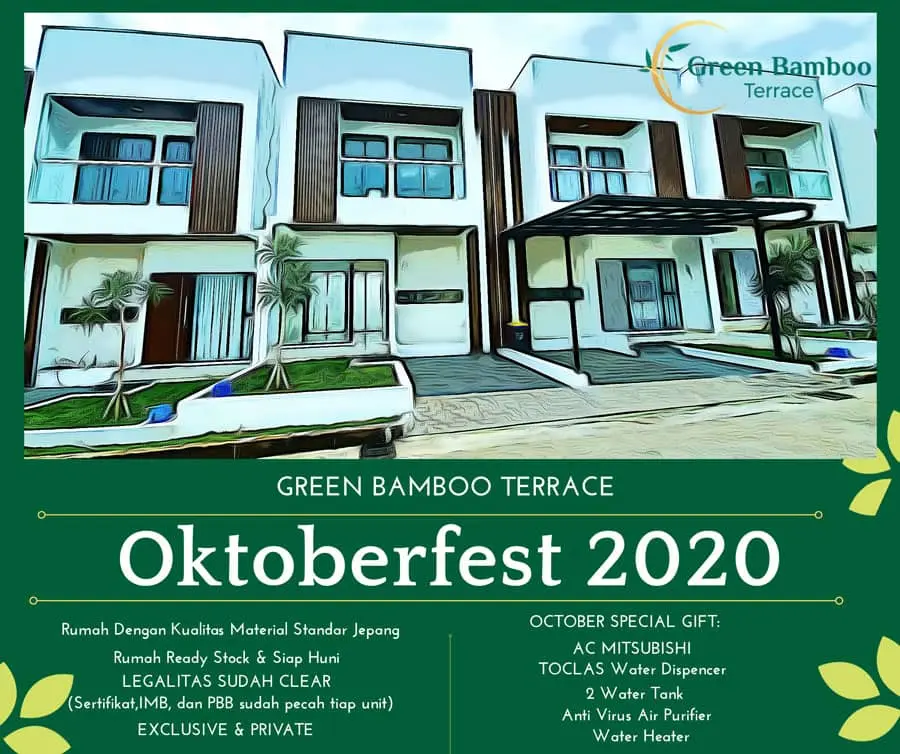 Green Bamboo
Terrace
GREEN BAMBOO TERRACE
Oktoberfest 2020
Rumah Dengan Kualitas Material Standar Jepang
Rumah Ready Stock & Siap Huni
LEGALITAS SUDAH CLEAR
(Sertifikat,IMB, dan PBB sudah pecah tiap unit)
EXCLUSIVE & PRIVATE
OCTOBER SPECIAL GIFT:
AC MITSUBISHI
TOCLAS Water Dispencer
2 Water Tank
Anti Virus Air Purifier
Water Heater